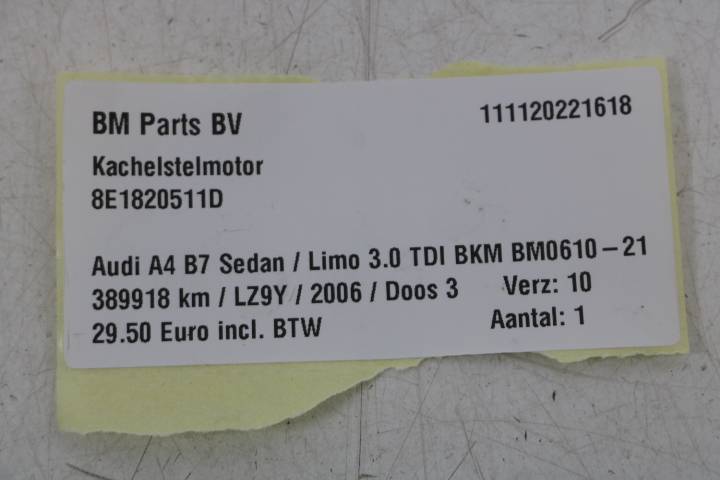 BM Parts BV 111120221618
Kachelstelmotor
8E1820511D
Audi A4 B7 Sedan / Limo 3.0 TDI BKM BM0610-21
389918 km / LZ9Y / 2006 / Doos 3 Verz: 10
29.50 Euro incl. BTW Aantal: 1